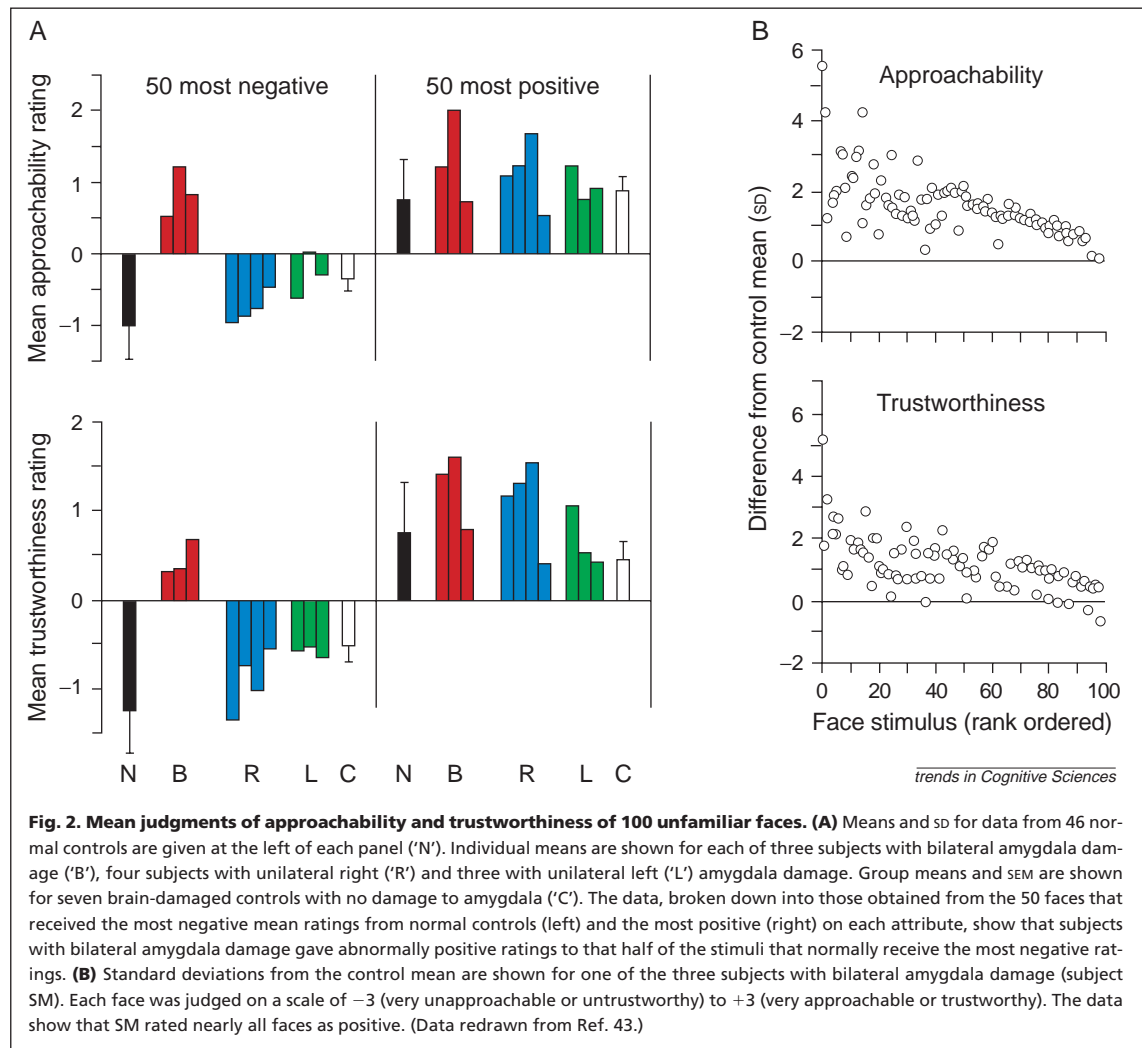 A
50 most negative
50 most positive
Mean approachability rating
2
1
0
−1
Mean trustworthiness rating
2
1
0
−1
N B R L C N B R L C
B
Approachability
Difference from control mean (SD)
6
4
2
0
−2
Trustworthiness
6
4
2
0
−2
0 20 40 60 80 100
Face stimulus (rank ordered)
trends in Cognitive Sciences
Fig. 2. Mean judgments of approachability and trustworthiness of 100 unfamiliar faces. (A) Means and SD for data from 46 nor-
mal controls are given at the left of each panel ('N'). Individual means are shown for each of three subjects with bilateral amygdala dam-
age ('B'), four subjects with unilateral right ('R') and three with unilateral left ('L') amygdala damage. Group means and SEM are shown
for seven brain-damaged controls with no damage to amygdala ('C'). The data, broken down into those obtained from the 50 faces that
received the most negative mean ratings from normal controls (left) and the most positive (right) on each attribute, show that subjects
with bilateral amygdala damage gave abnormally positive ratings to that half of the stimuli that normally receive the most negative rat-
ings. (B) Standard deviations from the control mean are shown for one of the three subjects with bilateral amygdala damage (subject
SM). Each face was judged on a scale of −3 (very unapproachable or untrustworthy) to +3 (very approachable or trustworthy). The data
show that SM rated nearly all faces as positive. (Data redrawn from Ref. 43.)